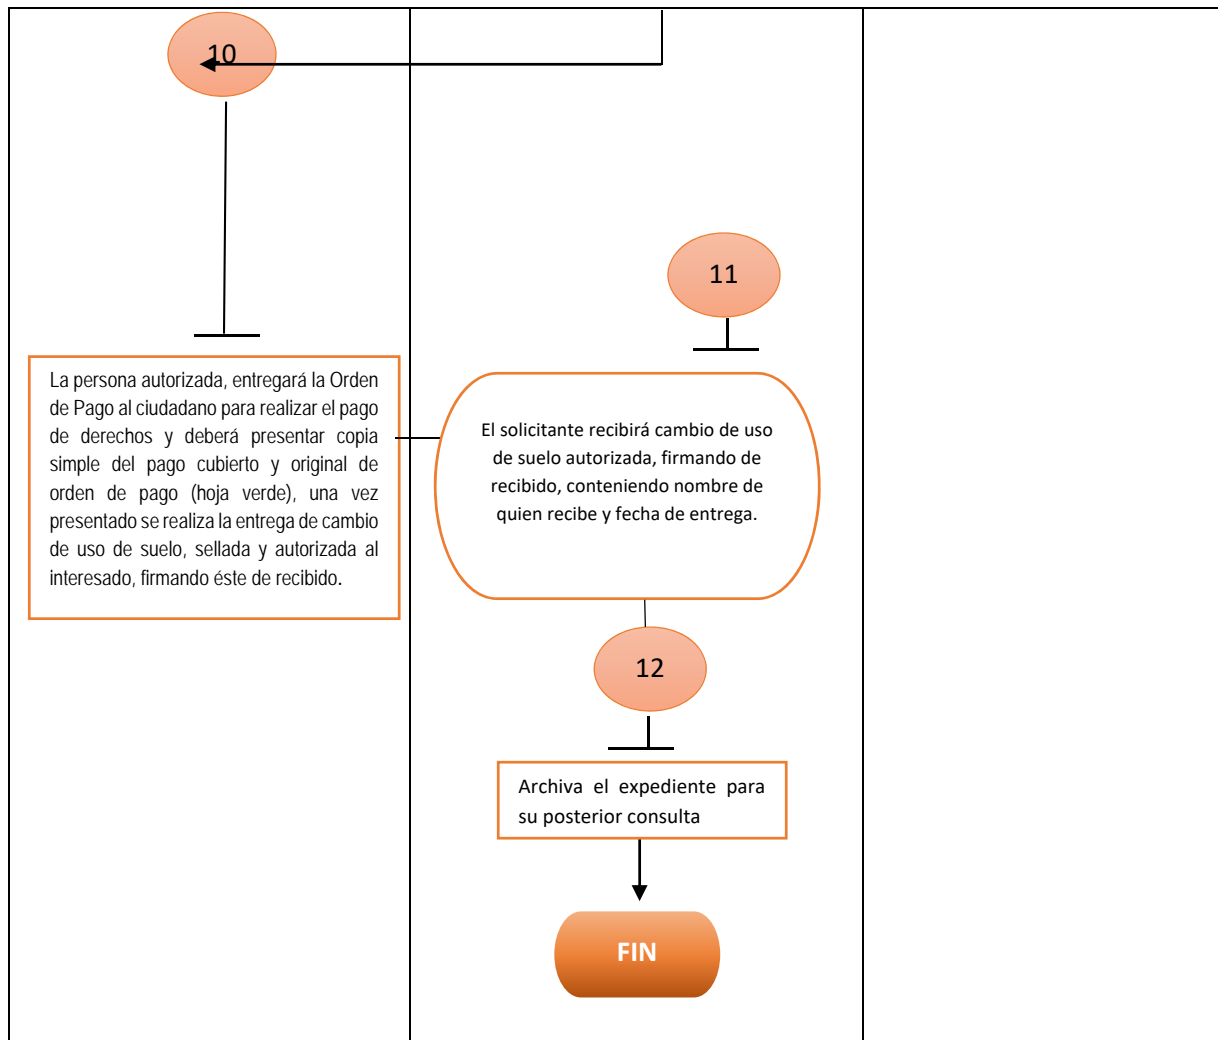 10
La persona autorizada, entregará la Orden
de Pago al ciudadano para realizar el pago
de derechos y deberá presentar copia
simple del pago cubierto y original de
orden de pago (hoja verde), una vez
presentado se realiza la entrega de cambio
de uso de suelo, sellada y autorizada al
interesado, firmando éste de recibido.
11
El solicitante recibirá cambio de uso
de suelo autorizada, firmando de
recibido, conteniendo nombre de
quien recibe y fecha de entrega.
12
Archiva el expediente para
su posterior consulta
FIN